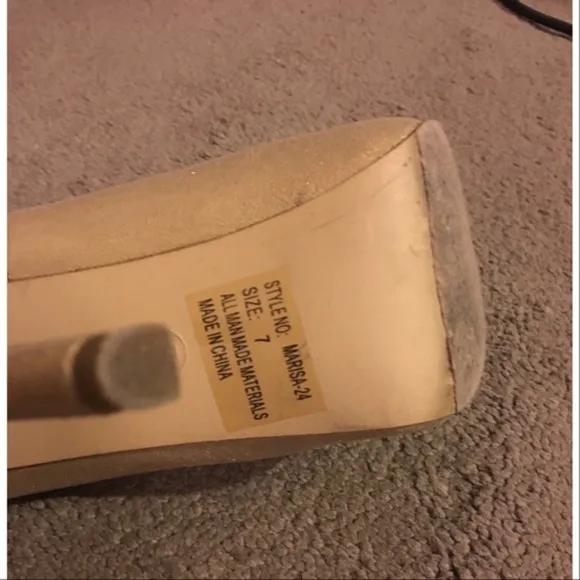 STYLE NO: MARISA-24
SIZE: 7
ALL MAN MADE MATERIALS
MADE IN CHINA